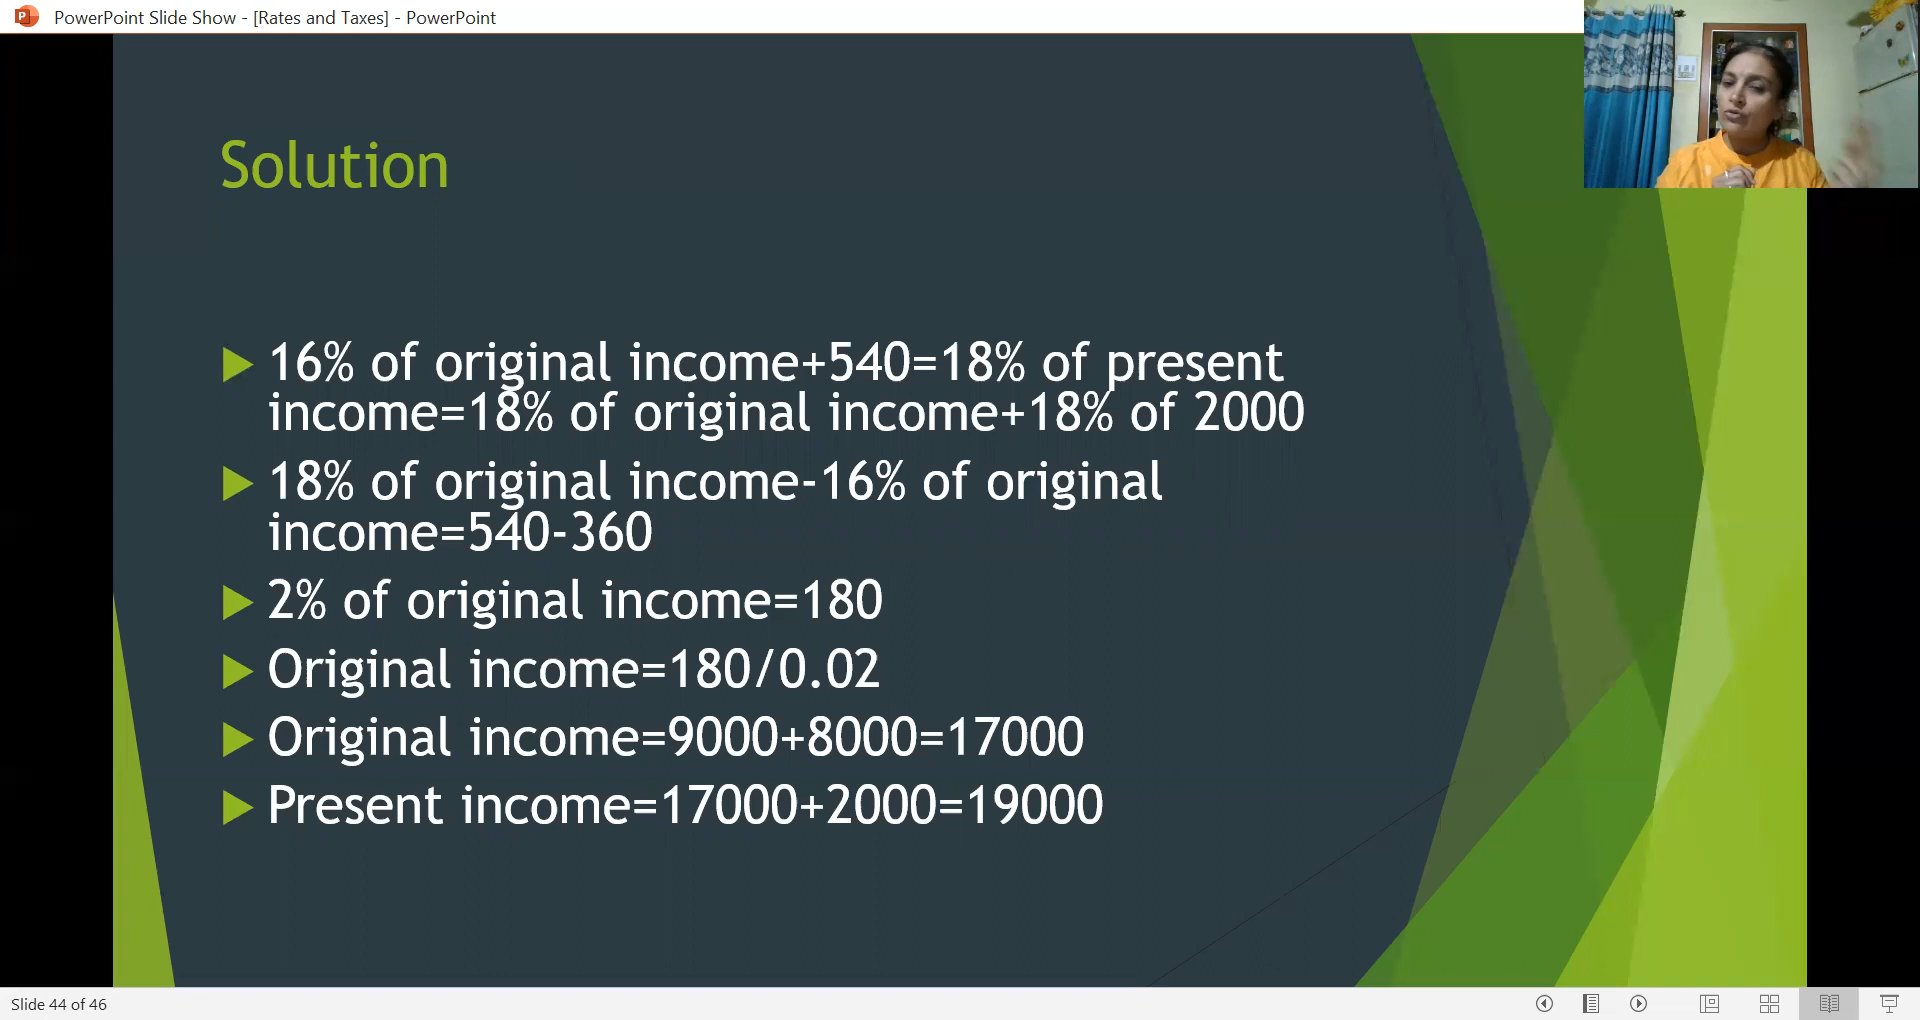 PowerPoint Slide Show - [Rates and Taxes] - PowerPoint
Solution
16% of original income+540=18% of present
income=18% of original income+18% of 2000
18% of original income-16% of original
income=540-360
2% of original income=180
Original income=180/0.02
Original income=9000+8000=17000
Present income=17000+2000=19000
Slide 44 of 46